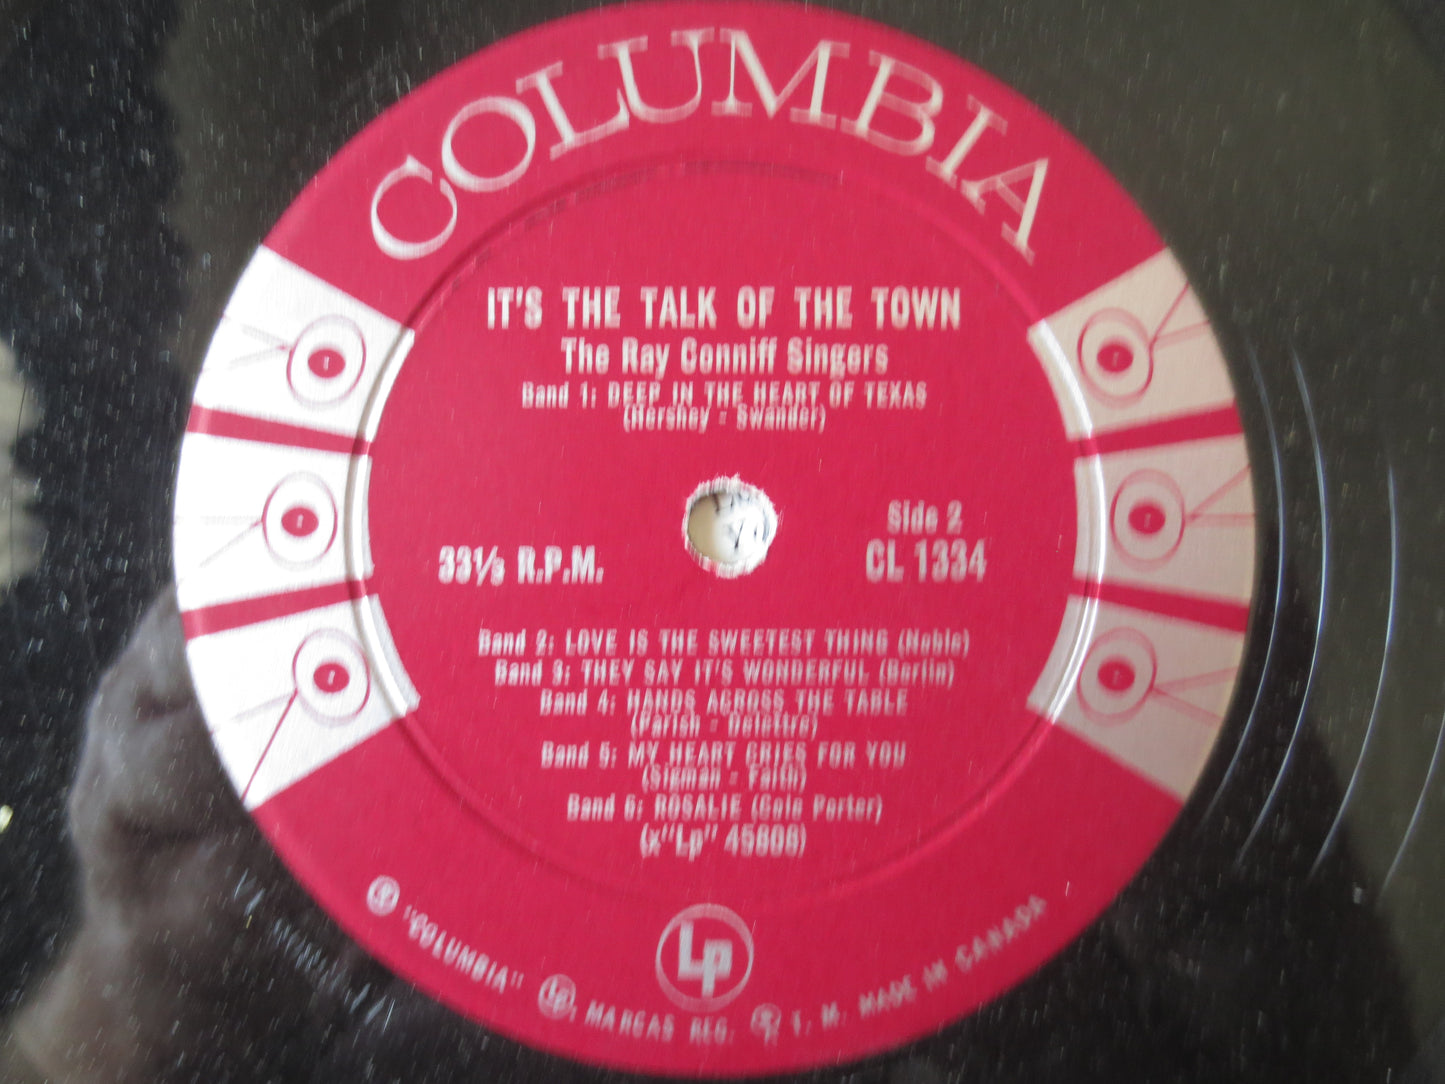 COLUMBIA
IT'S THE TALK OF THE TOWN
The Ray Conniff Singers
Band 1: DEEP IN THE HEART OF TEXAS
(Hershey - Swander)
Side 2
33⅓ R.P.M.
CL 1334
Band 2: LOVE IS THE SWEETEST THING (Noble)
Band 3: THEY SAY IT'S WONDERFUL (Berlin)
Band 4: HANDS ACROSS THE TABLE
(Parish - Delettre)
Band 5: MY HEART CRIES FOR YOU
(Sigman - Faith)
Band 6: ROSALIE (Cole Porter)
(x"Lp" 45808)
Lp
Ⓡ "COLUMBIA" Lp, MARCAS REG. Ⓡ T. M. MADE IN CANADA